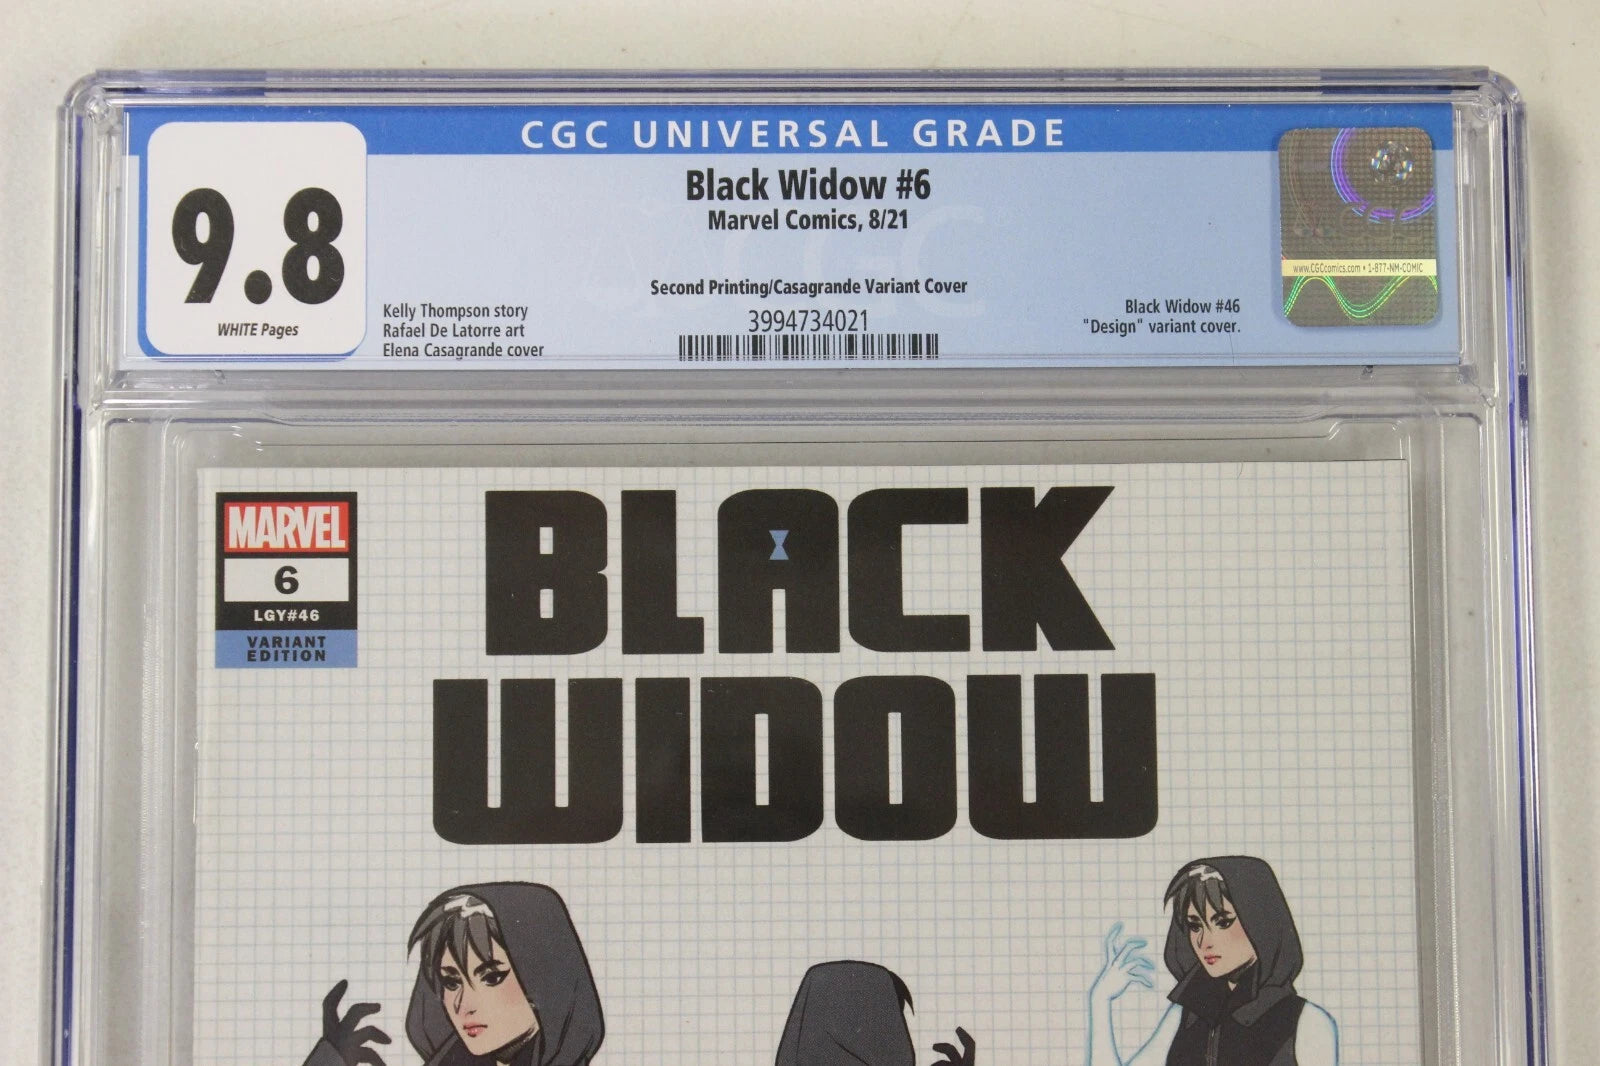 CGC UNIVERSAL GRADE
9.8
WHITE Pages
Black Widow #6
Marvel Comics, 8/21
Second Printing/Casagrande Variant Cover
3994734021
Kelly Thompson story
Rafael De Latorre art
Elena Casagrande cover
Black Widow #46
"Design" variant cover.
www.CGCcomics.com • 1-877-NM-COMIC
MARVEL
6
LGY#46
VARIANT
EDITION
BLACK
WIDOW